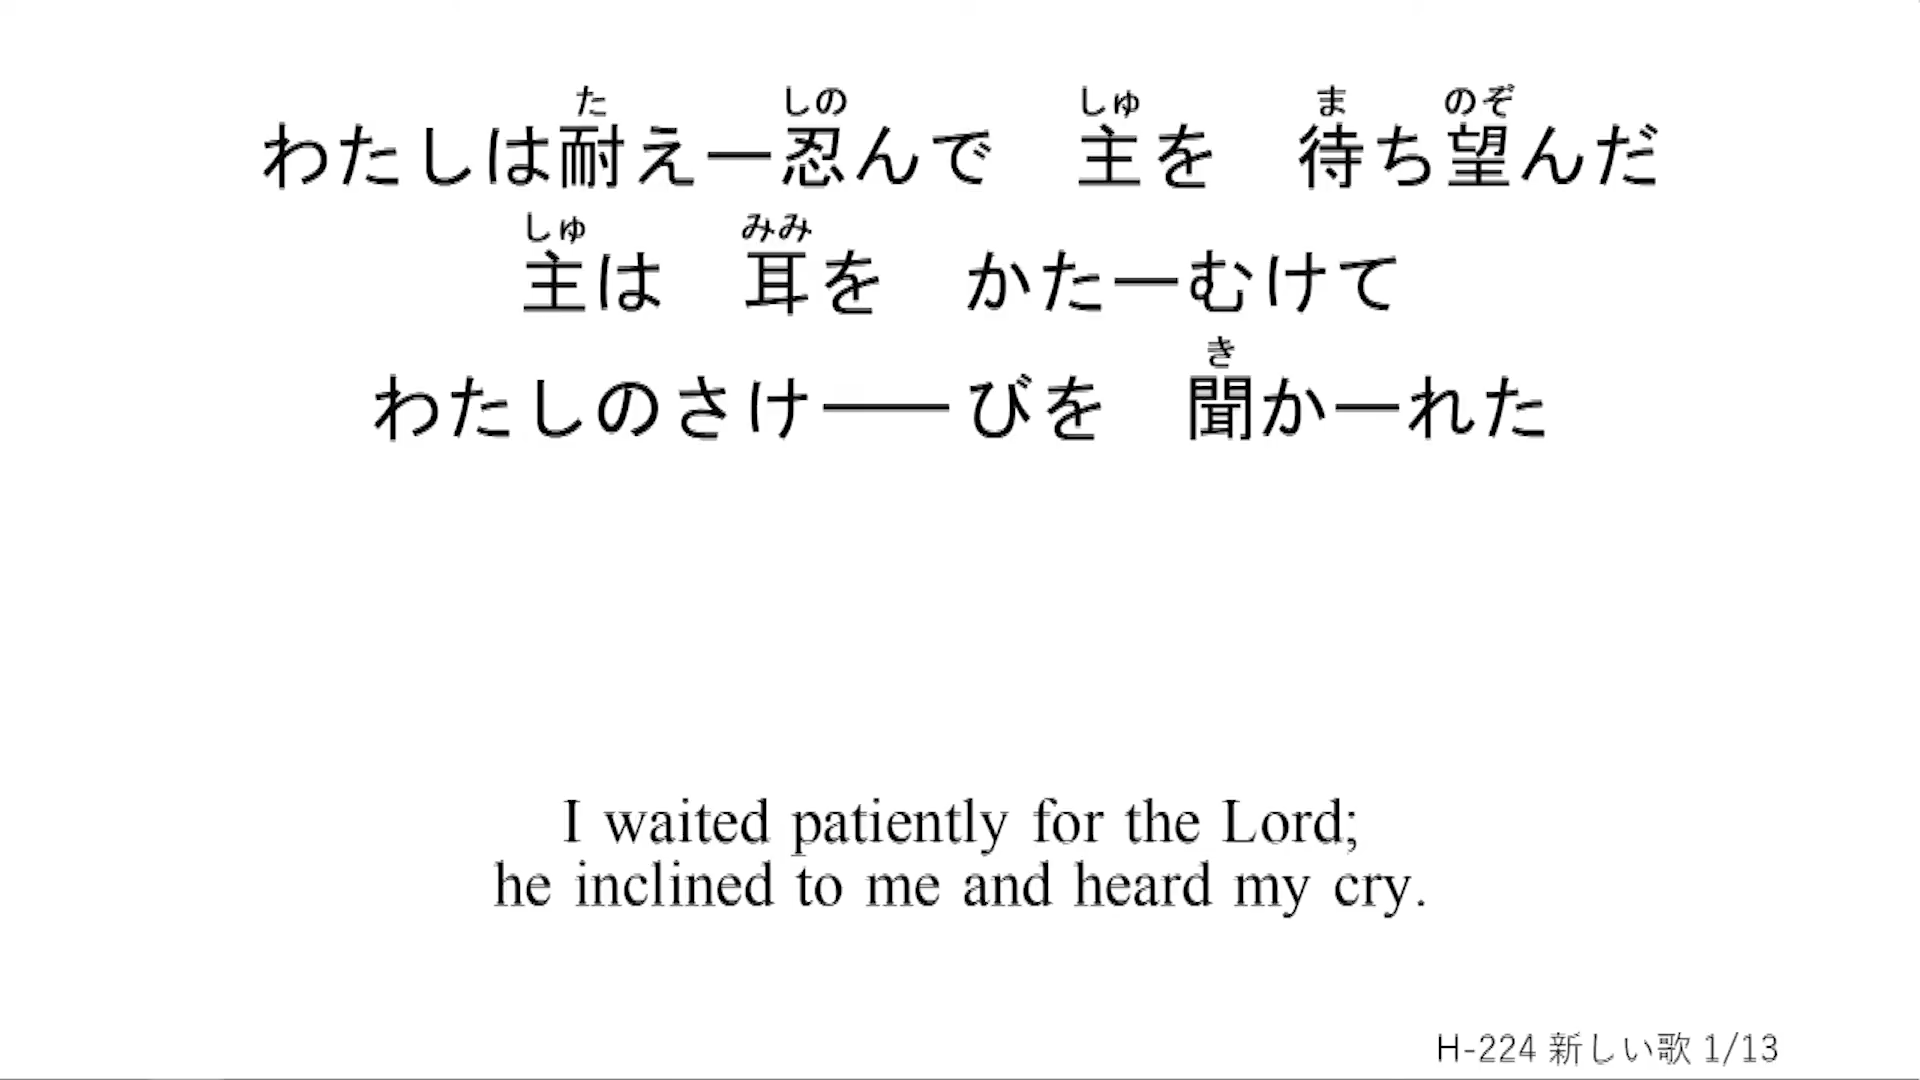 わたしは耐え―忍んで　主を　待ち望んだ
主は　耳を　かた―むけて
わたしのさけ――びを　聞か―れた
I waited patiently for the Lord;
he inclined to me and heard my cry.
H-224 新しい歌 1/13